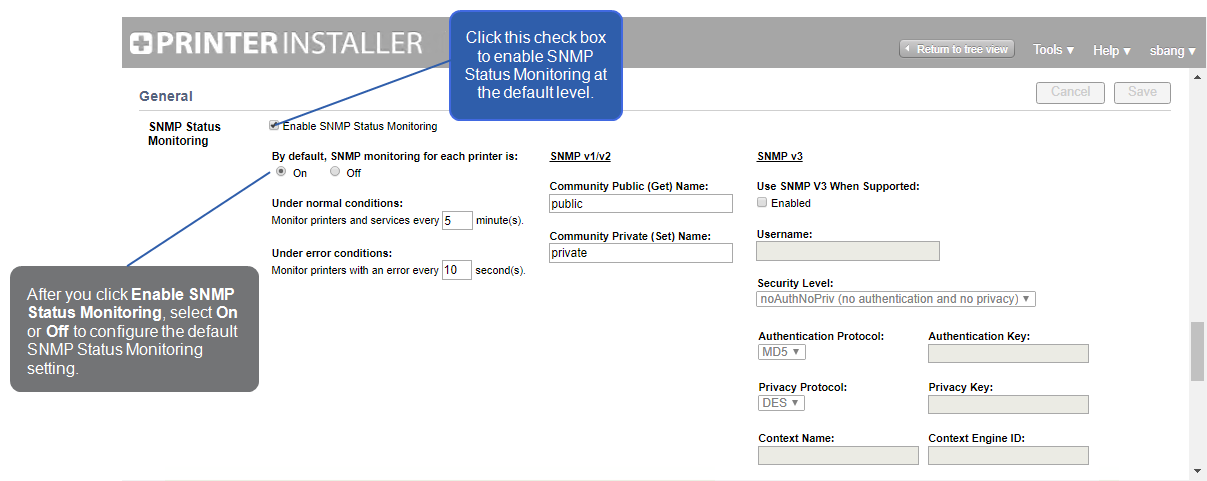 PRINTERINSTALLER
Click this check box
to enable SNMP
Status Monitoring at
the default level.
Return to tree view
Tools ▾
Help ▾
sbang ▾
General
Cancel
Save
SNMP Status
Monitoring
Enable SNMP Status Monitoring
By default, SNMP monitoring for each printer is:
On
Off
Under normal conditions:
Monitor printers and services every 5 minute(s).
Under error conditions:
Monitor printers with an error every 10 second(s).
SNMP v1/v2
Community Public (Get) Name:
public
Community Private (Set) Name:
private
SNMP v3
Use SNMP V3 When Supported:
Enabled
Username:
Security Level:
noAuthNoPriv (no authentication and no privacy) ▾
Authentication Protocol:
MD5 ▾
Authentication Key:
Privacy Protocol:
DES ▾
Privacy Key:
Context Name:
Context Engine ID:
After you click Enable SNMP
Status Monitoring, select On
or Off to configure the default
SNMP Status Monitoring
setting.